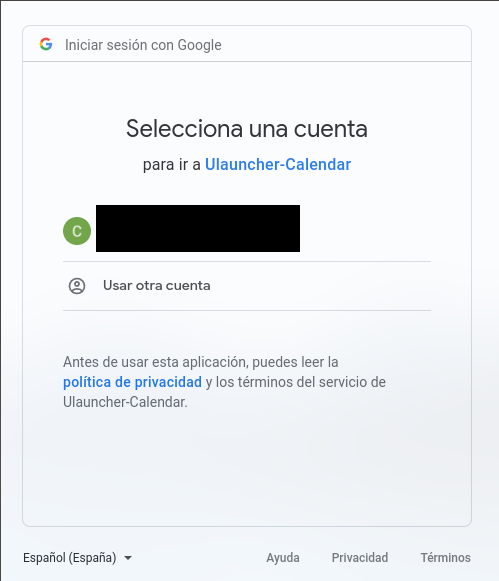 Iniciar sesión con Google
Selecciona una cuenta
para ir a Ulauncher-Calendar
C
Usar otra cuenta
Antes de usar esta aplicación, puedes leer la
política de privacidad y los términos del servicio de
Ulauncher-Calendar.
Español (España) Ayuda Privacidad Términos